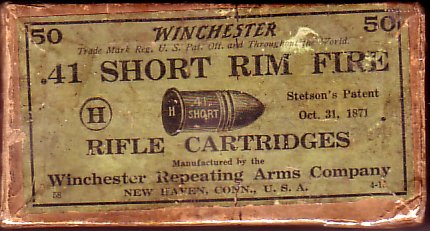 50 WINCHESTER 50
Trade Mark Reg. U. S. Pat. Off. and Throughout the World.
.41 SHORT RIM FIRE
H
.41
H SHORT
Stetson's Patent
Oct. 31, 1871
RIFLE CARTRIDGES
Manufactured by the
Winchester Repeating Arms Company
NEW HAVEN, CONN., U. S. A.